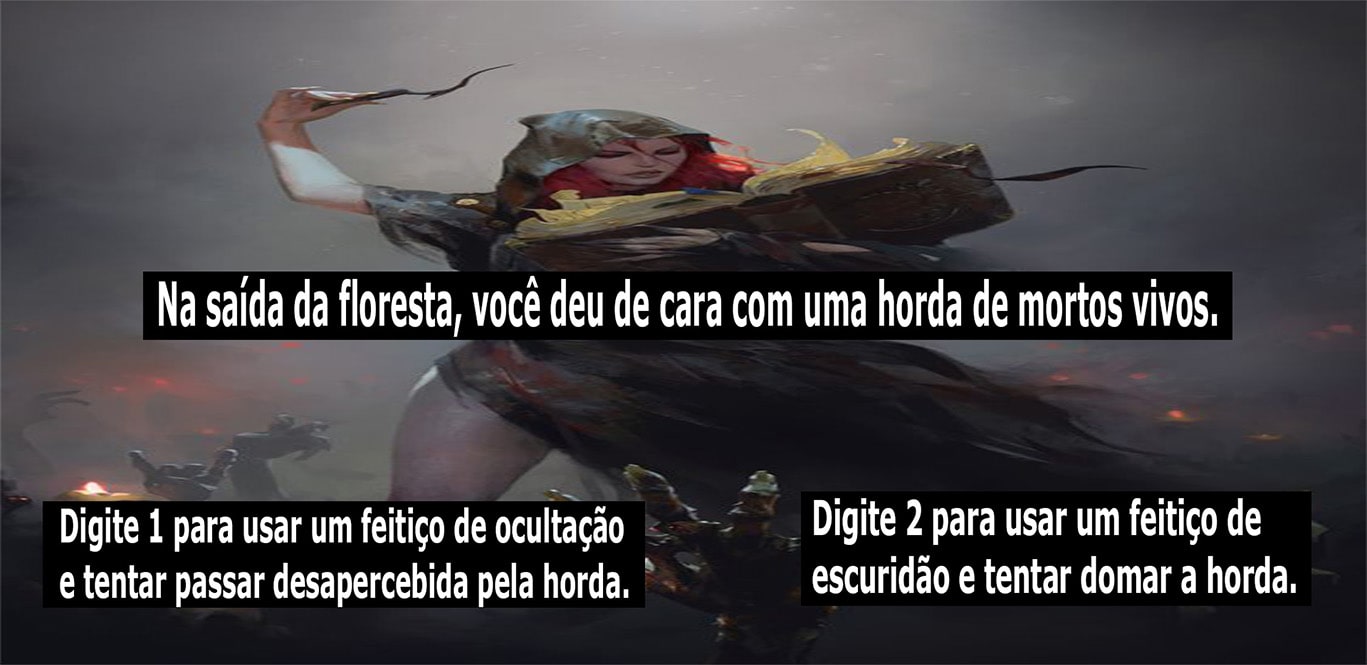 Na saída da floresta, você deu de cara com uma horda de mortos vivos.
Digite 1 para usar um feitiço de ocultação
e tentar passar desapercebida pela horda.
Digite 2 para usar um feitiço de
escuridão e tentar domar a horda.